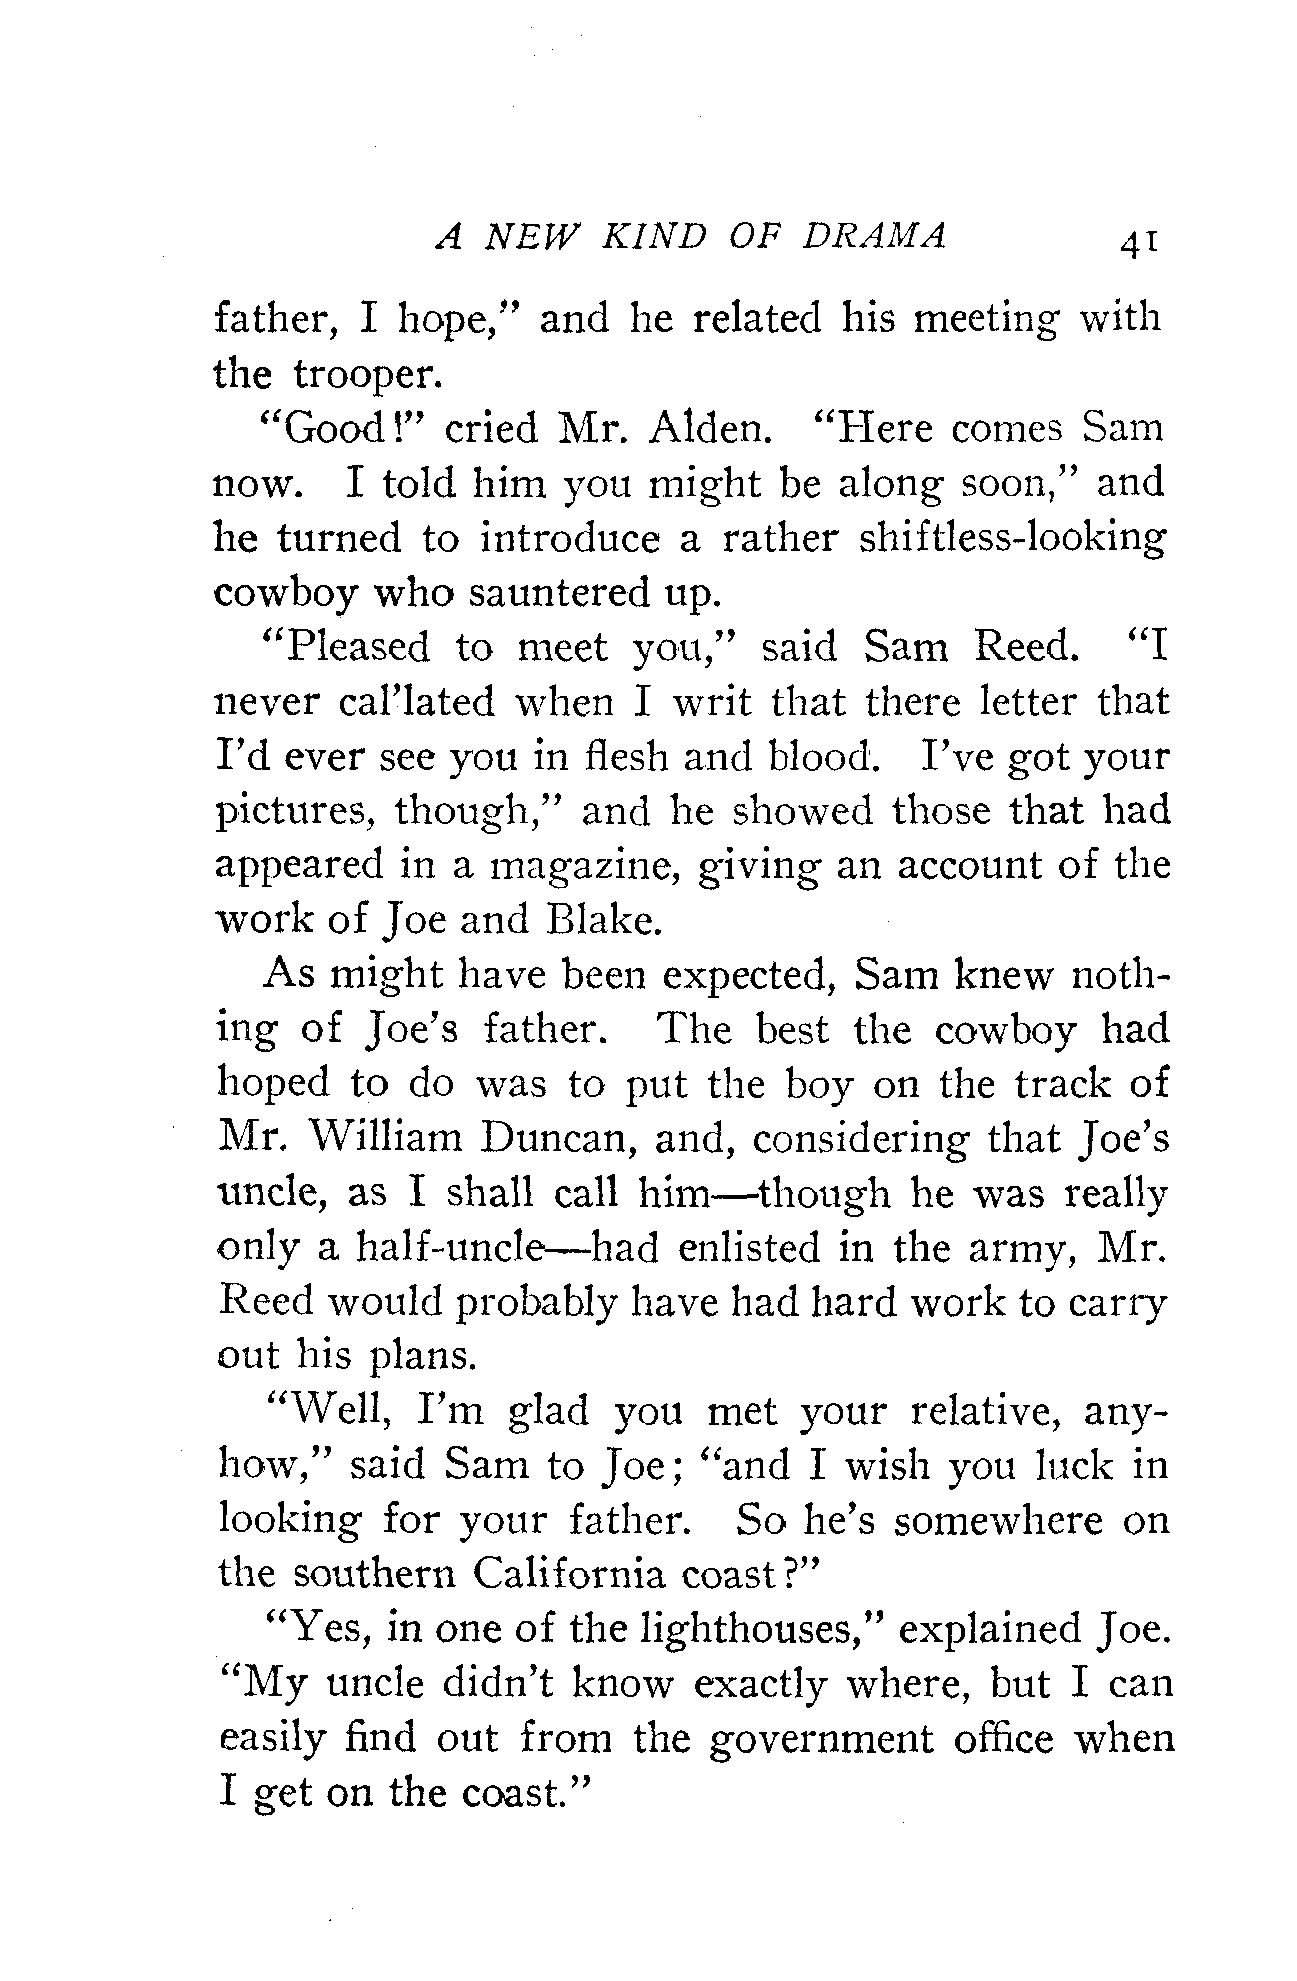 A NEW KIND OF DRAMA 41
father, I hope,” and he related his meeting with
the trooper.
“Good!” cried Mr. Alden. “Here comes Sam
now. I told him you might be along soon,” and
he turned to introduce a rather shiftless-looking
cowboy who sauntered up.
“Pleased to meet you,” said Sam Reed. “I
never cal’lated when I writ that there letter that
I’d ever see you in flesh and blood. I’ve got your
pictures, though,” and he showed those that had
appeared in a magazine, giving an account of the
work of Joe and Blake.
As might have been expected, Sam knew noth-
ing of Joe’s father. The best the cowboy had
hoped to do was to put the boy on the track of
Mr. William Duncan, and, considering that Joe’s
uncle, as I shall call him—though he was really
only a half-uncle—had enlisted in the army, Mr.
Reed would probably have had hard work to carry
out his plans.
“Well, I’m glad you met your relative, any-
how,” said Sam to Joe; “and I wish you luck in
looking for your father. So he’s somewhere on
the southern California coast?”
“Yes, in one of the lighthouses,” explained Joe.
“My uncle didn’t know exactly where, but I can
easily find out from the government office when
I get on the coast.”